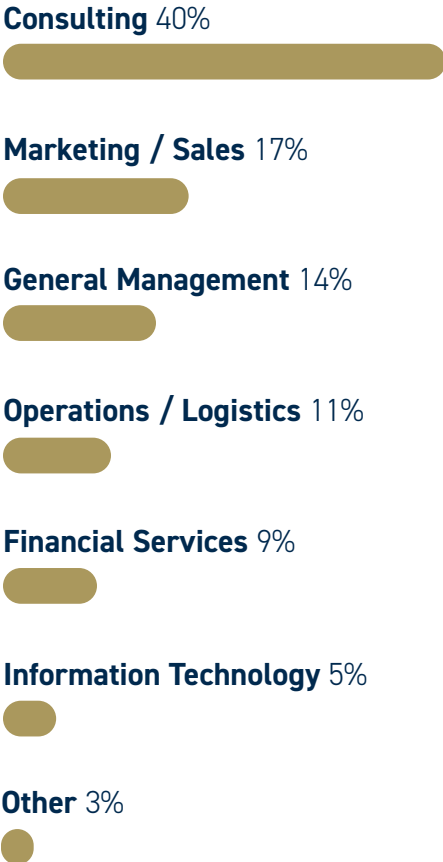 Consulting 40%
Marketing / Sales 17%
General Management 14%
Operations / Logistics 11%
Financial Services 9%
Information Technology 5%
Other 3%